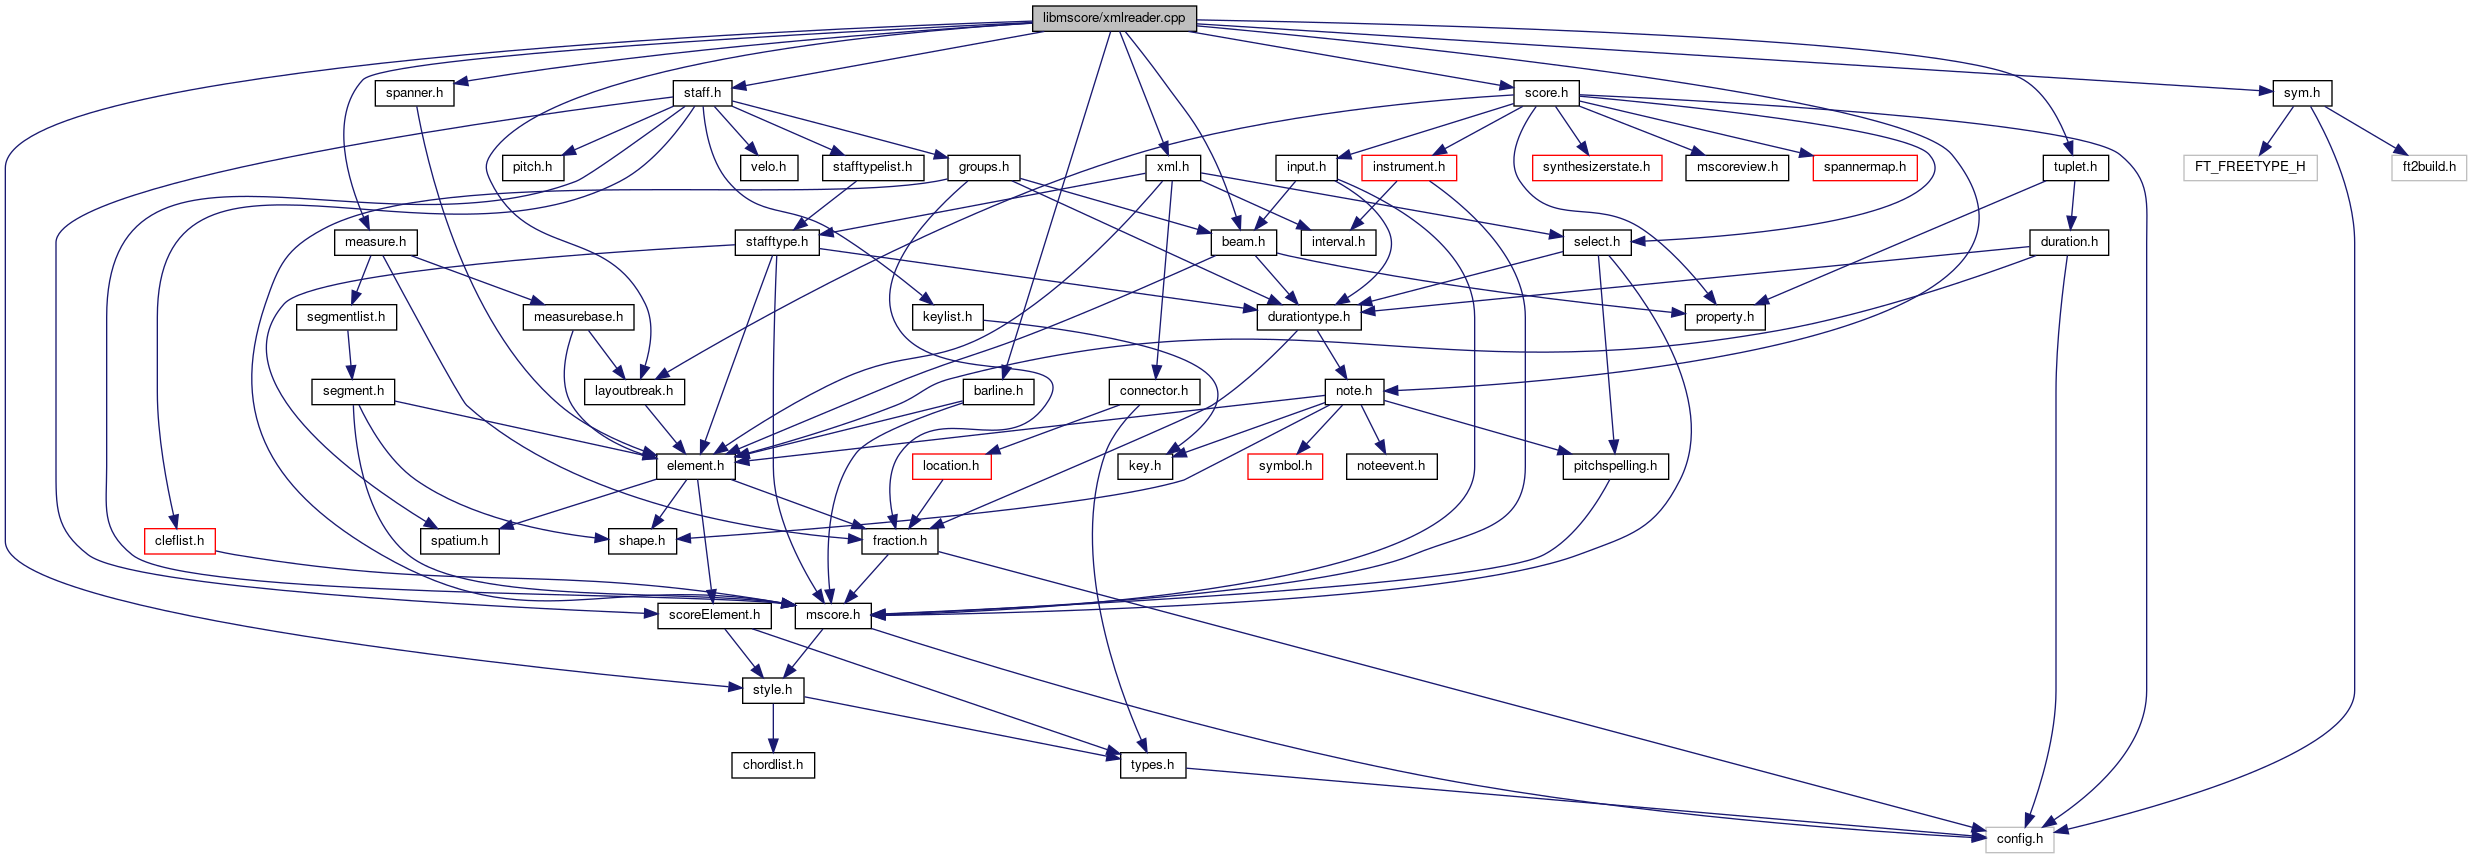 libmscore/xmlreader.cpp
spanner.h
staff.h
score.h
sym.h
pitch.h
velo.h
stafftypelist.h
groups.h
xml.h
input.h
instrument.h
synthesizerstate.h
mscoreview.h
spannermap.h
tuplet.h
FT_FREETYPE_H
ft2build.h
measure.h
stafftype.h
beam.h
interval.h
select.h
duration.h
segmentlist.h
measurebase.h
keylist.h
durationtype.h
property.h
segment.h
layoutbreak.h
barline.h
connector.h
note.h
element.h
location.h
key.h
symbol.h
noteevent.h
pitchspelling.h
cleflist.h
spatium.h
shape.h
fraction.h
scoreElement.h
mscore.h
style.h
chordlist.h
types.h
config.h